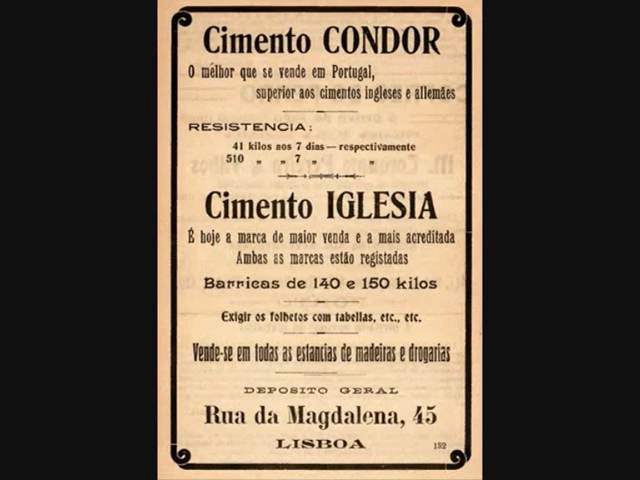 Cimento CONDOR
O melhor que se vende em Portugal,
superior aos cimentos ingleses e allemães
RESISTENCIA:
41 kilos aos 7 dias — respectivamente
510 „ „ 7 „ „
Cimento IGLESIA
É hoje a marca de maior venda e a mais acreditada
Ambas as marcas estão registadas
Barricas de 140 e 150 kilos
Exigir os folhetos com tabellas, etc., etc.
Vende-se em todas as estancias de madeiras e drogarias
DEPOSITO GERAL
Rua da Magdalena, 45
LISBOA
192